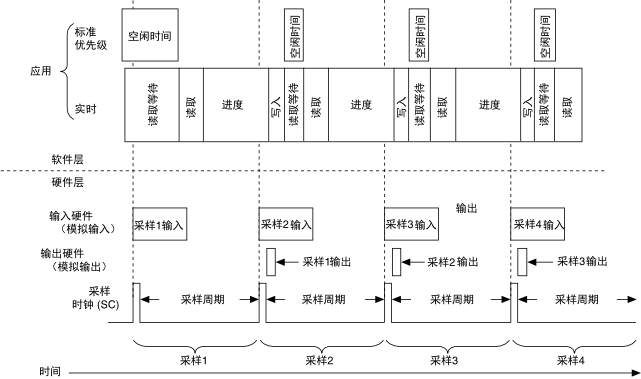 标准
优先级
应用
实时
空闲时间
空闲时间
空闲时间
空闲时间
读取等待
读取
进度
写入
读取等待
读取
进度
写入
读取等待
读取
进度
写入
读取等待
读取
软件层
硬件层
输入硬件
(模拟输入)
采样1输入
采样2输入
采样3输入
输出
采样4输入
输出硬件
(模拟输出)
采样1输出
采样2输出
采样3输出
采样
时钟 (SC)
采样周期
采样周期
采样周期
采样周期
采样1
采样2
采样3
采样4
时间